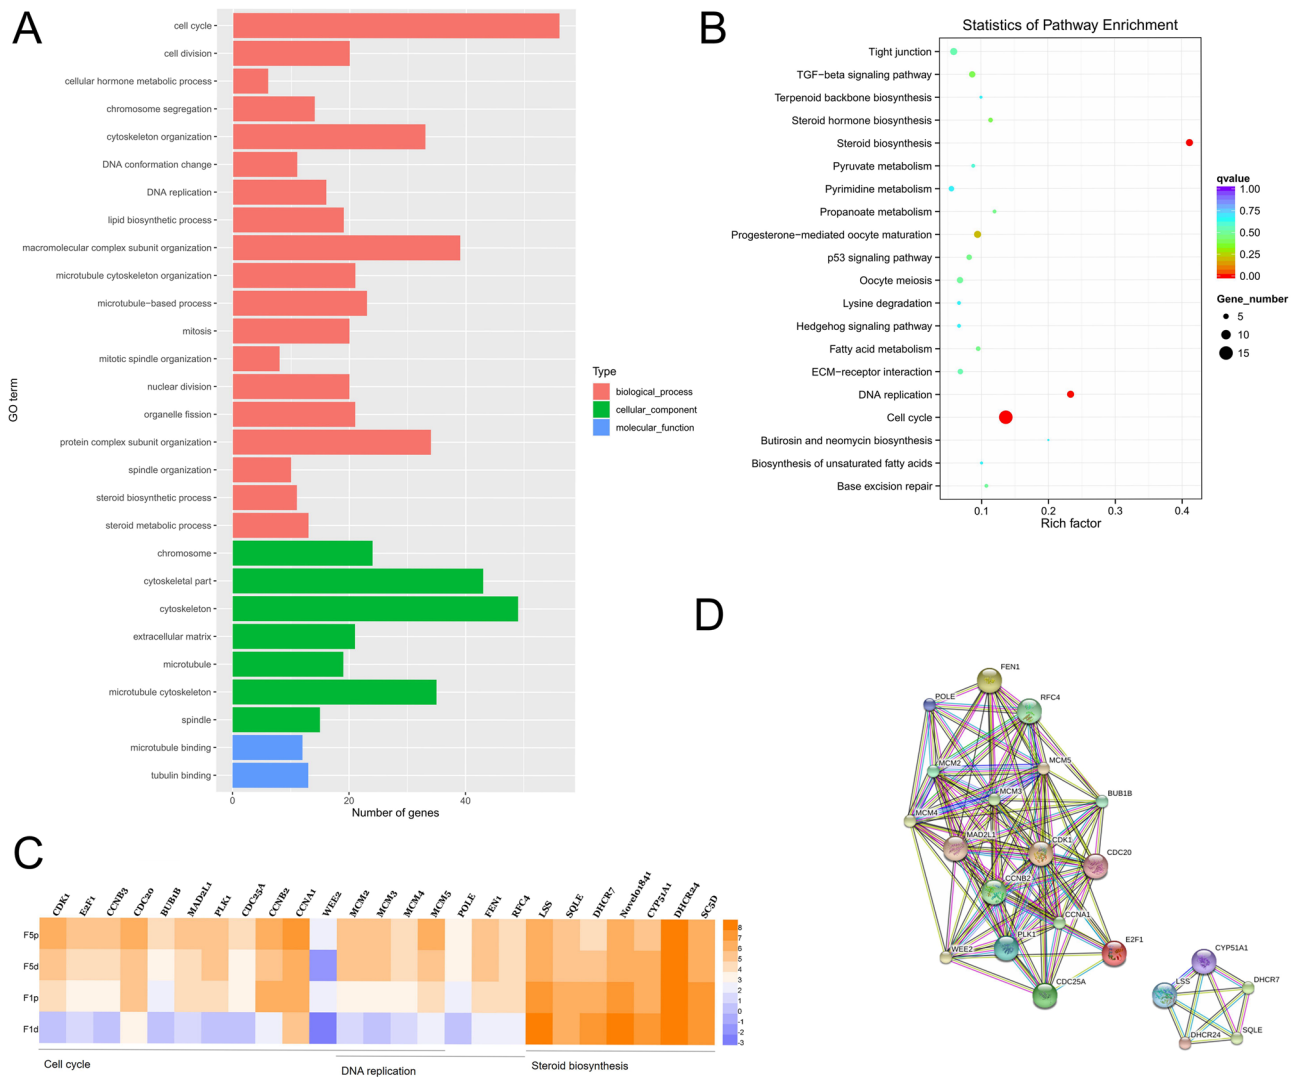 A
cell cycle
cell division
cellular hormone metabolic process
chromosome segregation
cytoskeleton organization
DNA conformation change
DNA replication
lipid biosynthetic process
macromolecular complex subunit organization
microtubule cytoskeleton organization
microtubule−based process
mitosis
mitotic spindle organization
nuclear division
organelle fission
protein complex subunit organization
spindle organization
steroid biosynthetic process
steroid metabolic process
chromosome
cytoskeletal part
cytoskeleton
extracellular matrix
microtubule
microtubule cytoskeleton
spindle
microtubule binding
tubulin binding
GO term
0 20 40
Number of genes
Type
biological_process
cellular_component
molecular_function
B
Statistics of Pathway Enrichment
Tight junction
TGF−beta signaling pathway
Terpenoid backbone biosynthesis
Steroid hormone biosynthesis
Steroid biosynthesis
Pyruvate metabolism
Pyrimidine metabolism
Propanoate metabolism
Progesterone−mediated oocyte maturation
p53 signaling pathway
Oocyte meiosis
Lysine degradation
Hedgehog signaling pathway
Fatty acid metabolism
ECM−receptor interaction
DNA replication
Cell cycle
Butirosin and neomycin biosynthesis
Biosynthesis of unsaturated fatty acids
Base excision repair
0.1 0.2 0.3 0.4
Rich factor
qvalue
1.00
0.75
0.50
0.25
0.00
Gene_number
5
10
15
C
CDK1 E2F1 CCNB3 CDC20 BUB1B MAD2L1 PLK1 CDC25A CCNB2 CCNA1 WEE2 MCM2 MCM3 MCM4 MCM5 POLE FEN1 RFC4 LSS SQLE DHCR7 Novel01841 CYP51A1 DHCR24 SC5D
F5p
F5d
F1p
F1d
8
7
6
5
4
3
2
1
0
-1
-2
-3
Cell cycle
DNA replication
Steroid biosynthesis
D
FEN1
POLE
RFC4
MCM2
MCM5
MCM3
BUB1B
MCM4
MAD2L1
CDK1
CDC20
CCNB2
CCNA1
PLK1
WEE2
E2F1
CDC25A
CYP51A1
LSS
DHCR7
SQLE
DHCR24